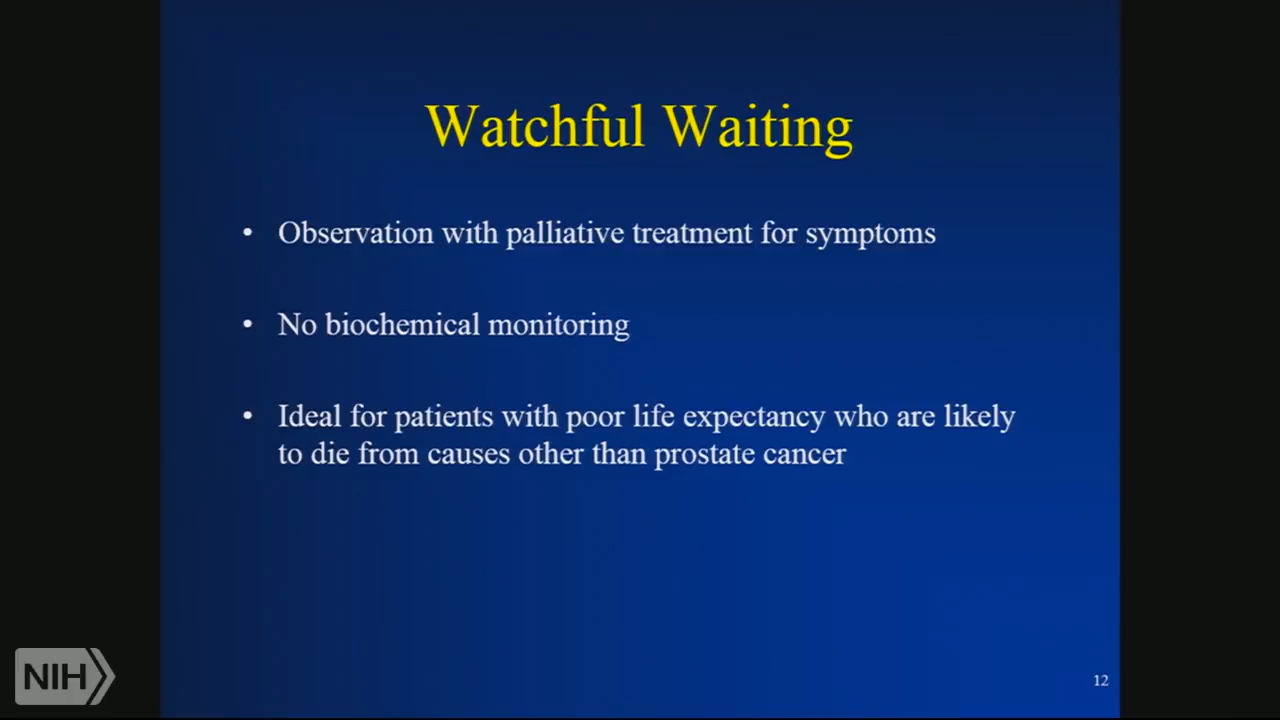 Watchful Waiting
• Observation with palliative treatment for symptoms
• No biochemical monitoring
• Ideal for patients with poor life expectancy who are likely
to die from causes other than prostate cancer
NIH
12